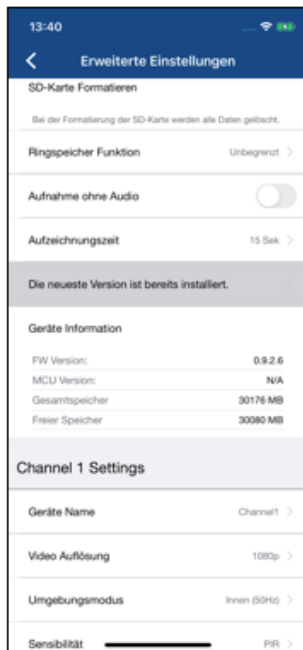 13:40
Erweiterte Einstellungen
SD-Karte Formatieren
Bei der Formatierung der SD-Karte werden alle Daten gelöscht.
Ringspeicher Funktion Unbegrenzt
Aufnahme ohne Audio
Aufzeichnungszeit 15 Sek
Die neueste Version ist bereits installiert.
Geräte Information
FW Version: 0.9.2.6
MCU Version: N/A
Gesamtspeicher 30176 MB
Freier Speicher 30080 MB
Channel 1 Settings
Geräte Name Channel1
Video Auflösung 1080p
Umgebungsmodus Innen (50Hz)
Sensibilität PIR